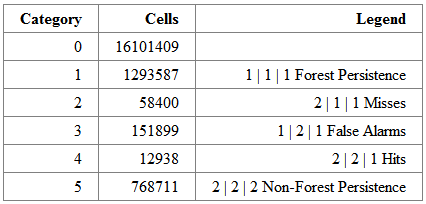 Category Cells Legend
0 16101409
1 1293587 1 | 1 | 1 Forest Persistence
2 58400 2 | 1 | 1 Misses
3 151899 1 | 2 | 1 False Alarms
4 12938 2 | 2 | 1 Hits
5 768711 2 | 2 | 2 Non-Forest Persistence